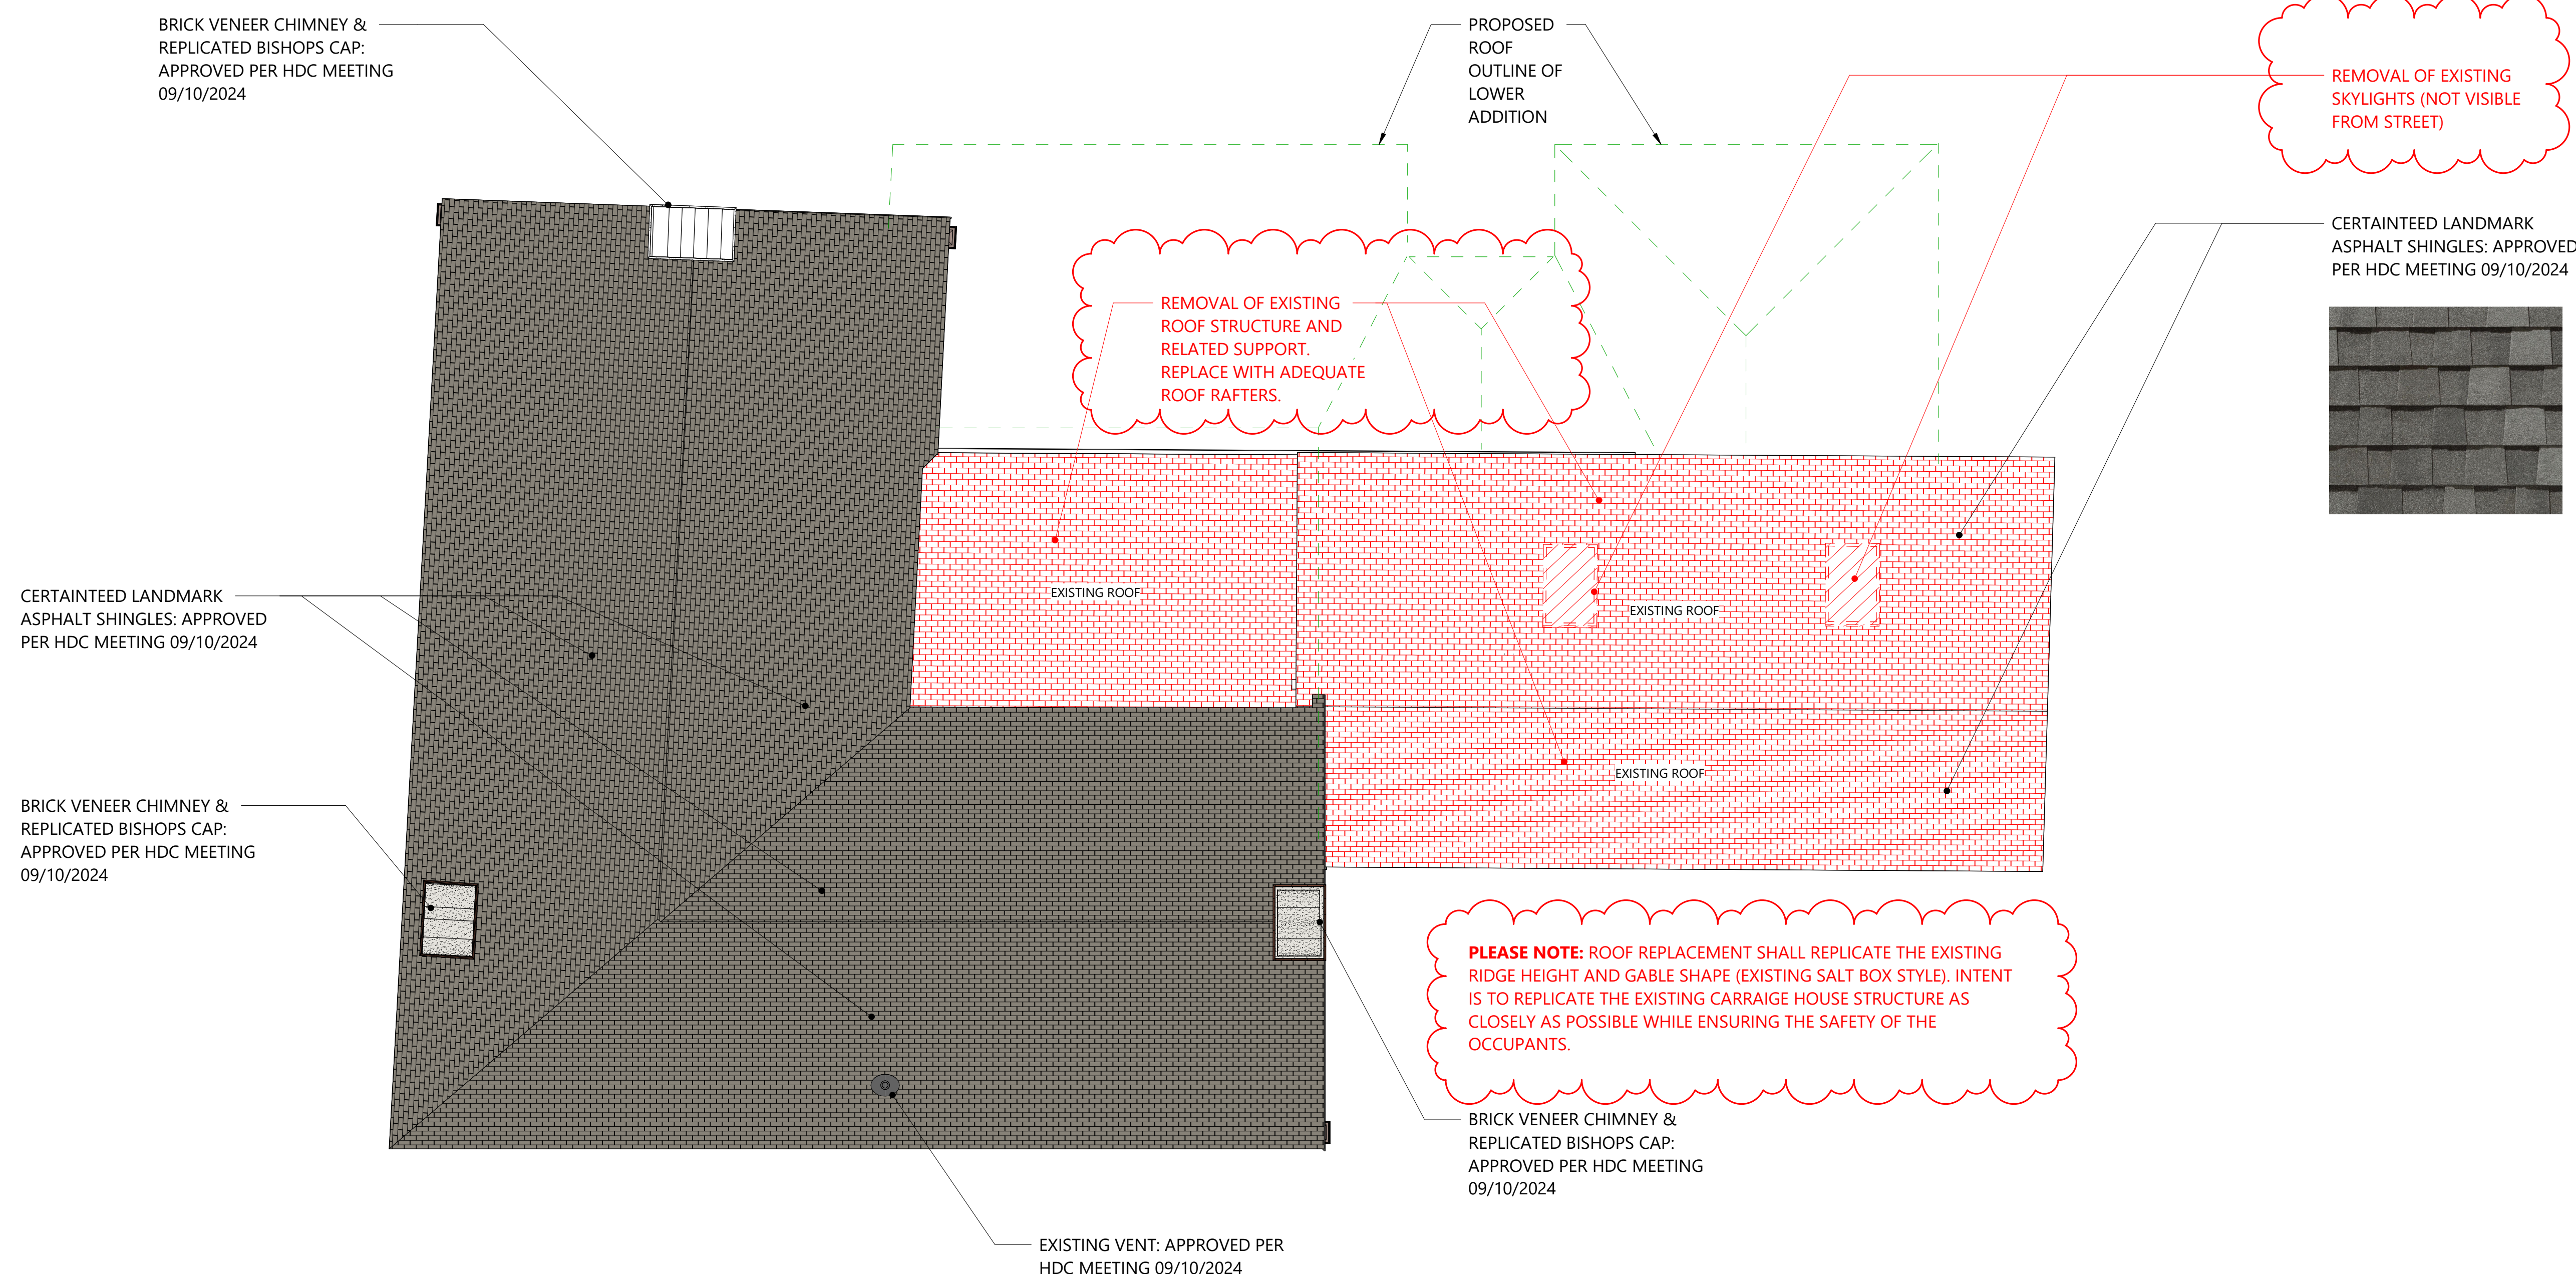 BRICK VENEER CHIMNEY &
REPLICATED BISHOPS CAP:
APPROVED PER HDC MEETING
09/10/2024
PROPOSED
ROOF
OUTLINE OF
LOWER
ADDITION
REMOVAL OF EXISTING
SKYLIGHTS (NOT VISIBLE
FROM STREET)
CERTAINTEED LANDMARK
ASPHALT SHINGLES: APPROVED
PER HDC MEETING 09/10/2024
REMOVAL OF EXISTING
ROOF STRUCTURE AND
RELATED SUPPORT.
REPLACE WITH ADEQUATE
ROOF RAFTERS.
EXISTING ROOF
EXISTING ROOF
EXISTING ROOF
CERTAINTEED LANDMARK
ASPHALT SHINGLES: APPROVED
PER HDC MEETING 09/10/2024
BRICK VENEER CHIMNEY &
REPLICATED BISHOPS CAP:
APPROVED PER HDC MEETING
09/10/2024
PLEASE NOTE: ROOF REPLACEMENT SHALL REPLICATE THE EXISTING
RIDGE HEIGHT AND GABLE SHAPE (EXISTING SALT BOX STYLE). INTENT
IS TO REPLICATE THE EXISTING CARRAIGE HOUSE STRUCTURE AS
CLOSELY AS POSSIBLE WHILE ENSURING THE SAFETY OF THE
OCCUPANTS.
BRICK VENEER CHIMNEY &
REPLICATED BISHOPS CAP:
APPROVED PER HDC MEETING
09/10/2024
EXISTING VENT: APPROVED PER
HDC MEETING 09/10/2024